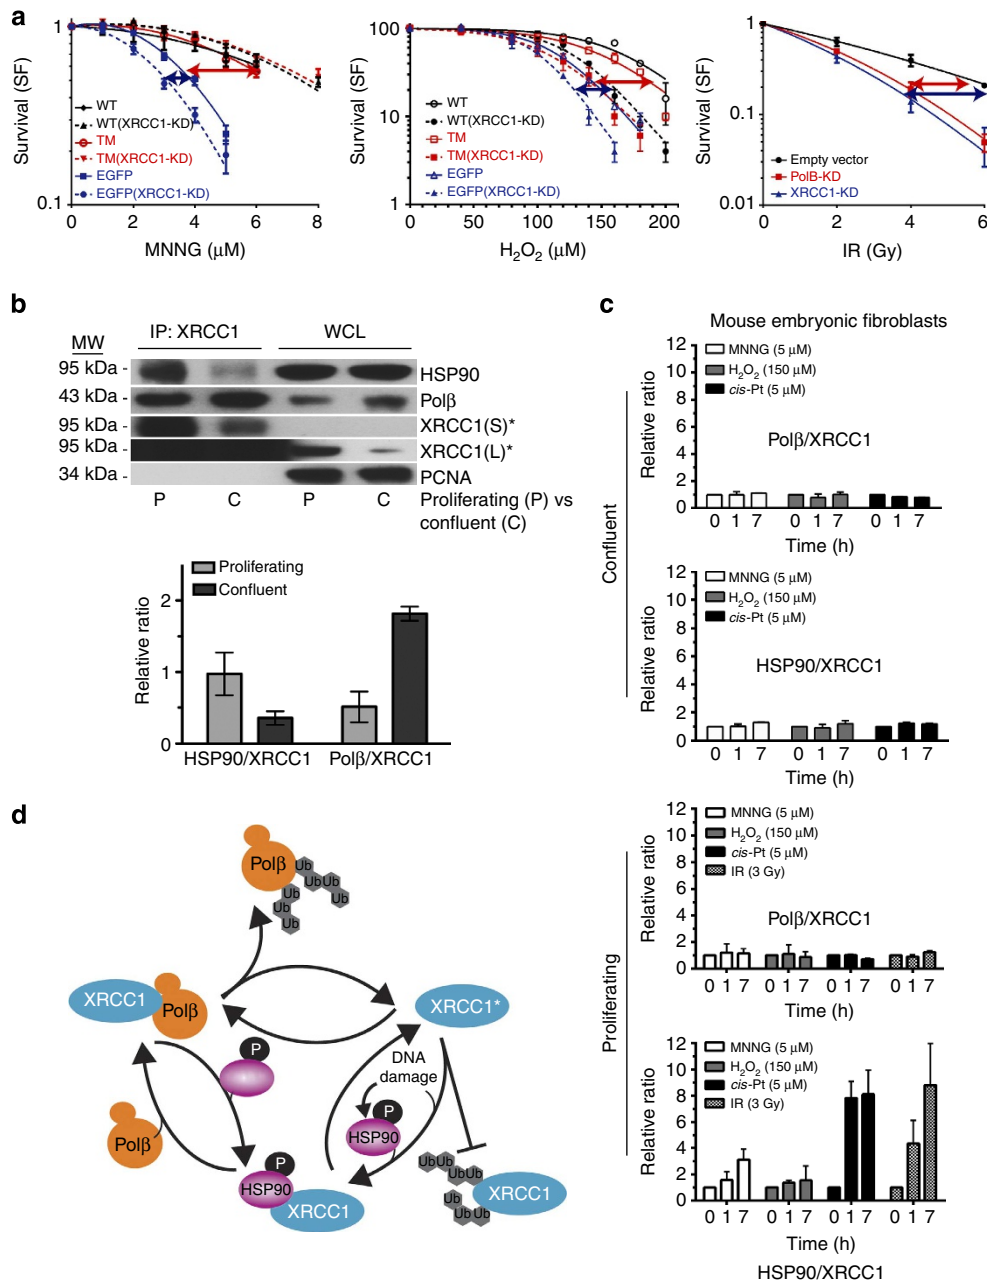 a
Survival (SF)
1
0.1
0 2 4 6 8
MNNG (µM)
WT
WT(XRCC1-KD)
TM
TM(XRCC1-KD)
EGFP
EGFP(XRCC1-KD)
Survival (SF)
100
10
1
0 50 100 150 200
H2O2 (µM)
WT
WT(XRCC1-KD)
TM
TM(XRCC1-KD)
EGFP
EGFP(XRCC1-KD)
Survival (SF)
1
0.1
0.01
0 2 4 6
IR (Gy)
Empty vector
PolB-KD
XRCC1-KD
b
MW IP: XRCC1 WCL
95 kDa - HSP90
43 kDa - Polβ
95 kDa - XRCC1(S)*
95 kDa - XRCC1(L)*
34 kDa - PCNA
P C P C Proliferating (P) vs
confluent (C)
Proliferating
Confluent
Relative ratio
2
1
0
HSP90/XRCC1 Polβ/XRCC1
c
Mouse embryonic fibroblasts
Confluent
Relative ratio
12
10
8
6
4
2
0
MNNG (5 µM)
H2O2 (150 µM)
cis-Pt (5 µM)
Polβ/XRCC1
0 1 7 0 1 7 0 1 7
Time (h)
Relative ratio
12
10
8
6
4
2
0
MNNG (5 µM)
H2O2 (150 µM)
cis-Pt (5 µM)
HSP90/XRCC1
0 1 7 0 1 7 0 1 7
Time (h)
Proliferating
Relative ratio
12
10
8
6
4
2
0
MNNG (5 µM)
H2O2 (150 µM)
cis-Pt (5 µM)
IR (3 Gy)
Polβ/XRCC1
0 1 7 0 1 7 0 1 7 0 1 7
Time (h)
Relative ratio
12
10
8
6
4
2
0
MNNG (5 µM)
H2O2 (150 µM)
cis-Pt (5 µM)
IR (3 Gy)
0 1 7 0 1 7 0 1 7 0 1 7
Time (h)
HSP90/XRCC1
d
Polβ
Ub
Ub Ub
Ub
Ub
Ub
Ub
XRCC1
Polβ
XRCC1*
P
DNA
damage
P
HSP90
Polβ
P
HSP90
XRCC1
Ub Ub
Ub Ub
Ub
Ub Ub
XRCC1